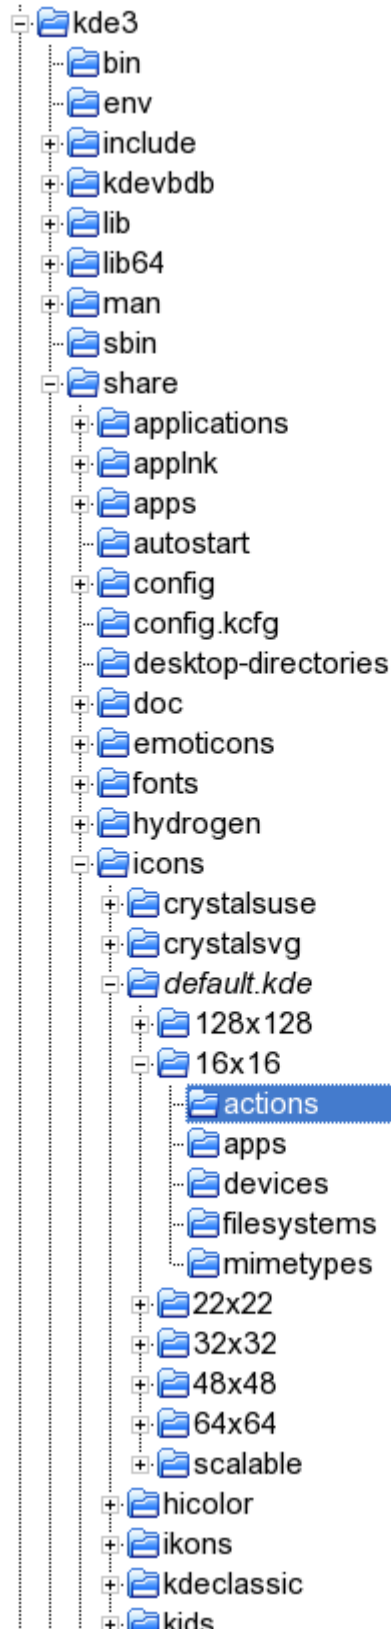 kde3
bin
env
include
kdevbdb
lib
lib64
man
sbin
share
applications
applnk
apps
autostart
config
config.kcfg
desktop-directories
doc
emoticons
fonts
hydrogen
icons
crystalsuse
crystalsvg
default.kde
128x128
16x16
actions
apps
devices
filesystems
mimetypes
22x22
32x32
48x48
64x64
scalable
hicolor
ikons
kdeclassic
kids